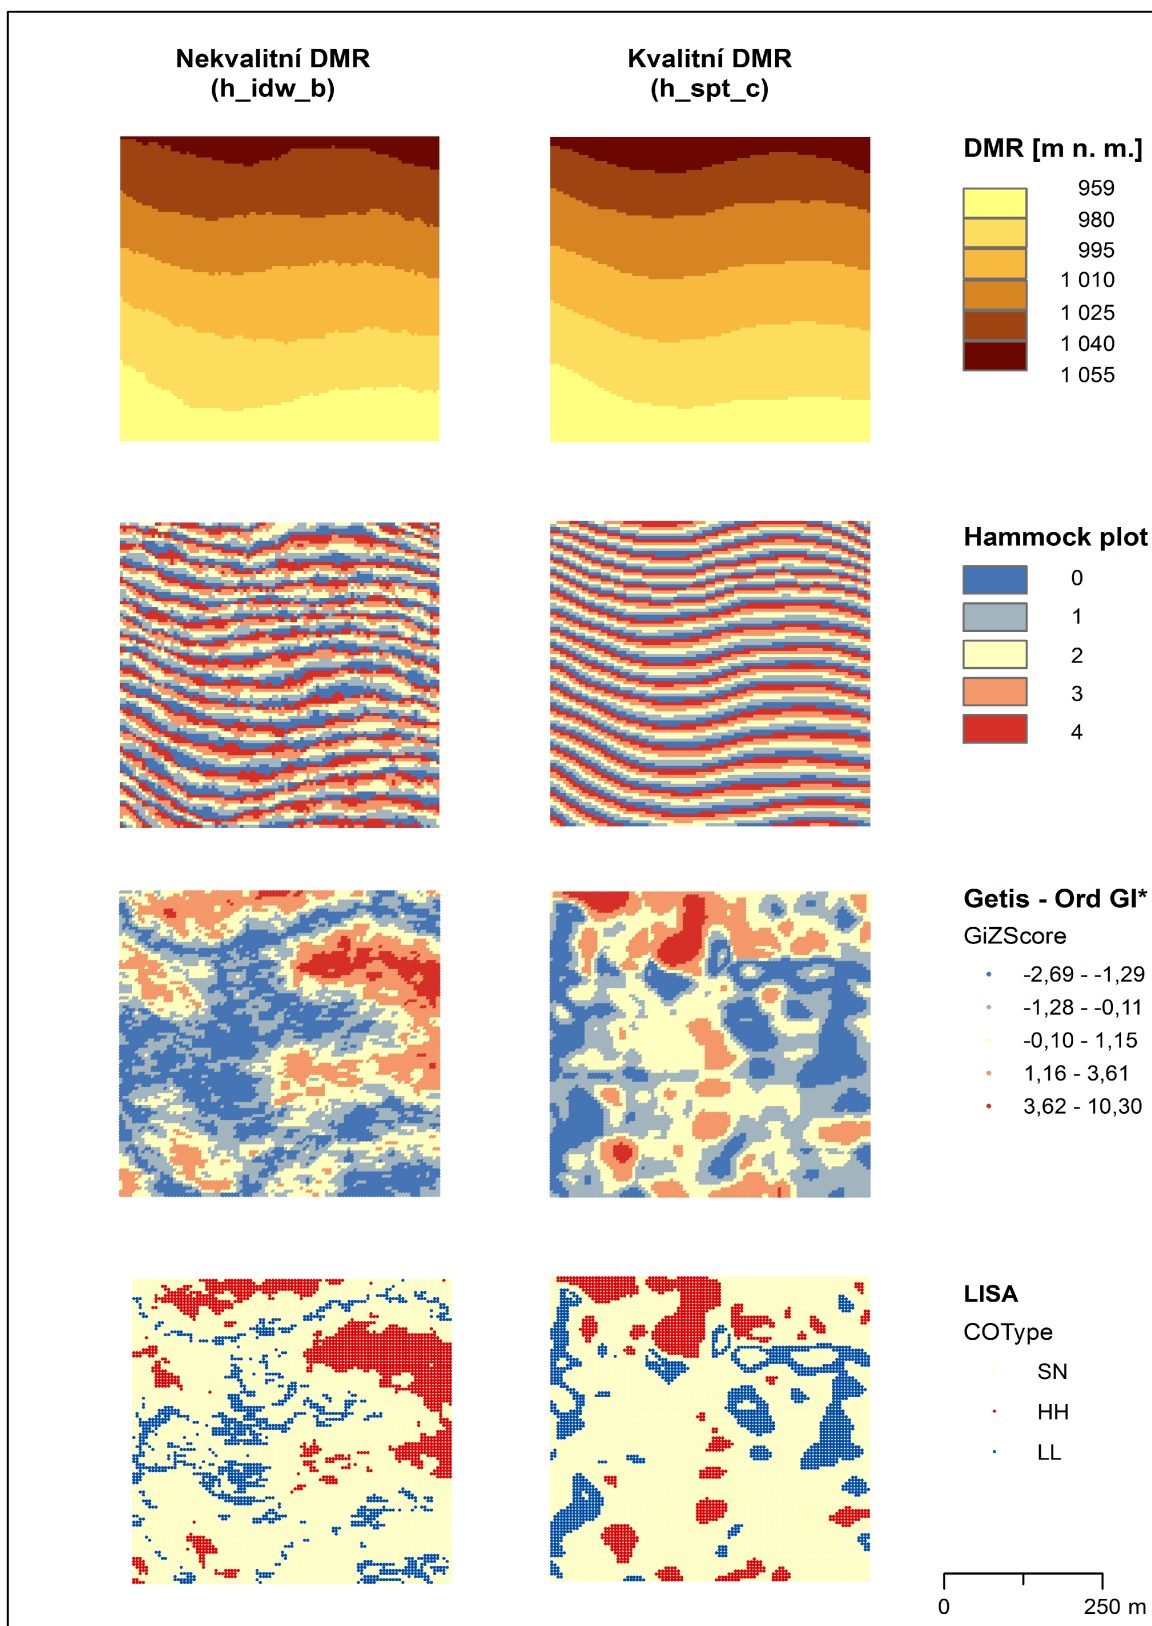 Nekvalitní DMR
(h_idw_b)
Kvalitní DMR
(h_spt_c)
DMR [m n. m.]
959
980
995
1 010
1 025
1 040
1 055
Hammock plot
0
1
2
3
4
Getis - Ord GI*
GiZScore
-2,69 - -1,29
-1,28 - -0,11
-0,10 - 1,15
1,16 - 3,61
3,62 - 10,30
LISA
COType
SN
HH
LL
0
250 m